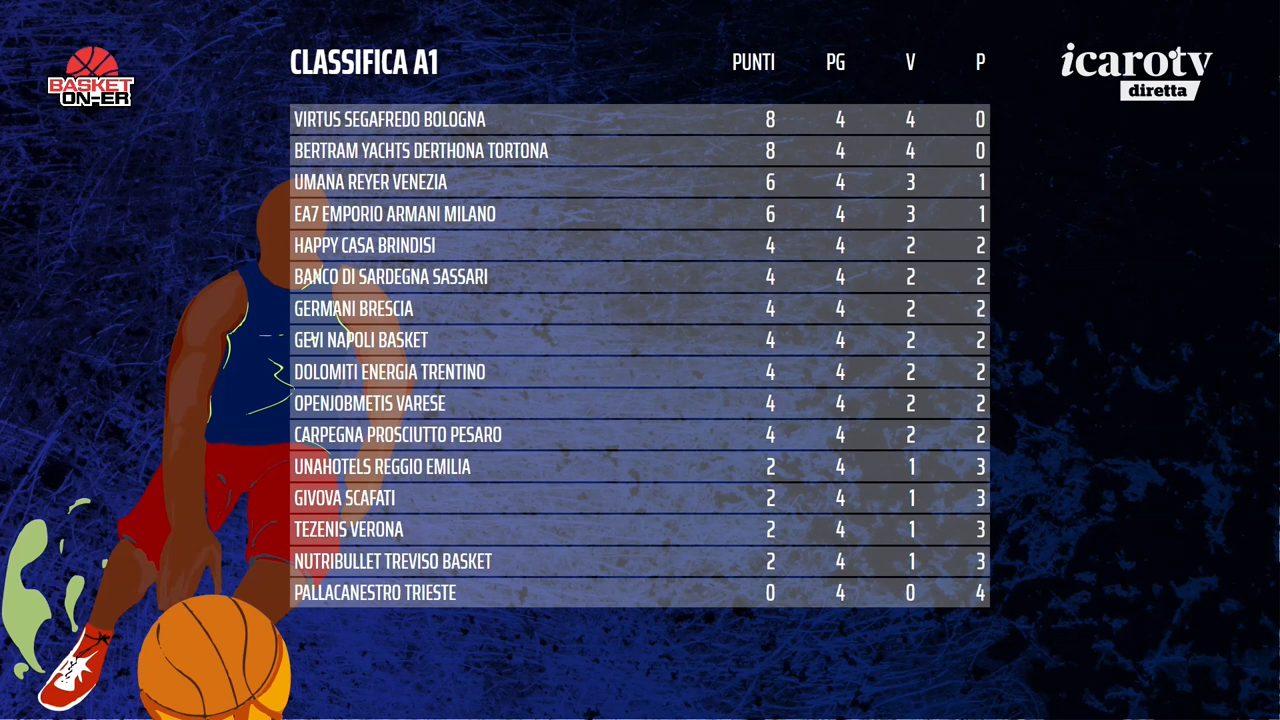 BASKET
ON-ER
CLASSIFICA A1 PUNTI PG V P
icarotv
diretta
VIRTUS SEGAFREDO BOLOGNA 8 4 4 0
BERTRAM YACHTS DERTHONA TORTONA 8 4 4 0
UMANA REYER VENEZIA 6 4 3 1
EA7 EMPORIO ARMANI MILANO 6 4 3 1
HAPPY CASA BRINDISI 4 4 2 2
BANCO DI SARDEGNA SASSARI 4 4 2 2
GERMANI BRESCIA 4 4 2 2
GEVI NAPOLI BASKET 4 4 2 2
DOLOMITI ENERGIA TRENTINO 4 4 2 2
OPENJOBMETIS VARESE 4 4 2 2
CARPEGNA PROSCIUTTO PESARO 4 4 2 2
UNAHOTELS REGGIO EMILIA 2 4 1 3
GIVOVA SCAFATI 2 4 1 3
TEZENIS VERONA 2 4 1 3
NUTRIBULLET TREVISO BASKET 2 4 1 3
PALLACANESTRO TRIESTE 0 4 0 4